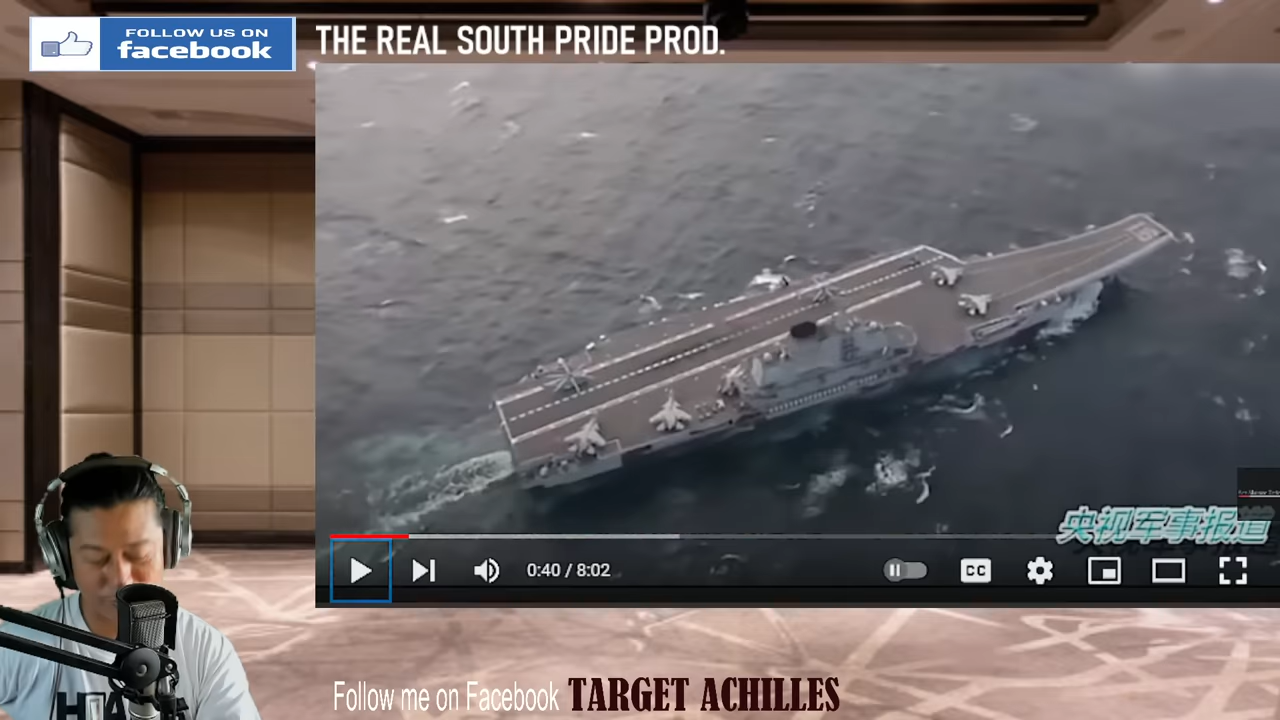 FOLLOW US ON
facebook
THE REAL SOUTH PRIDE PROD.
央视军事报道
0:40 / 8:02
CC
Follow me on Facebook TARGET ACHILLES